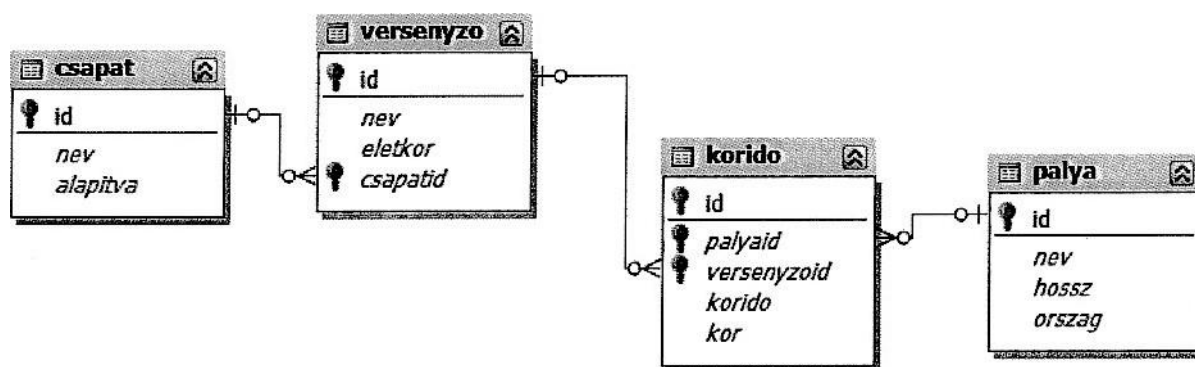 csapat
id
nev
alapitva
versenyzo
id
nev
eletkor
csapatid
korido
id
palyaid
versenyzoid
korido
kor
palya
id
nev
hossz
orszag